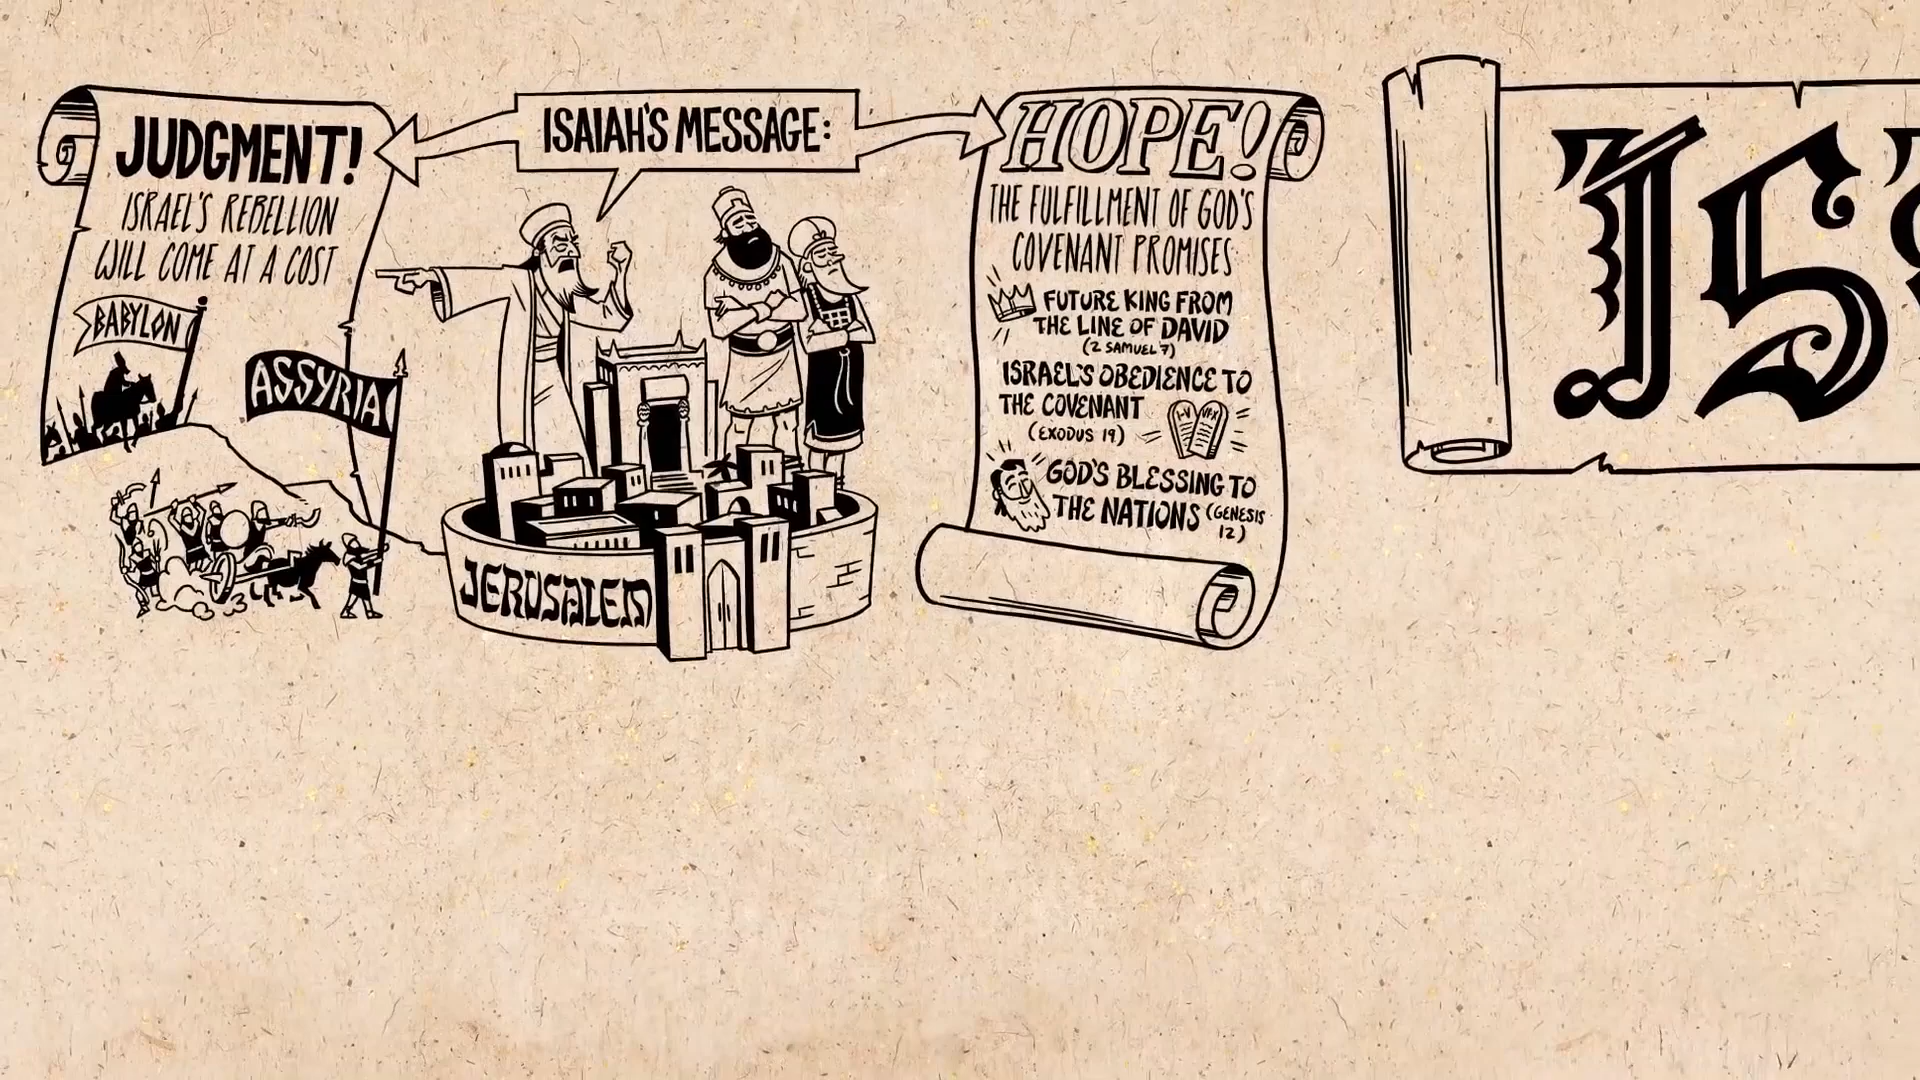 JUDGMENT!
ISRAEL'S REBELLION
WILL COME AT A COST
BABYLON
ASSYRIA
ISAIAH'S MESSAGE:
JERUSALEM
HOPE!
THE FULFILLMENT OF GOD'S
COVENANT PROMISES
FUTURE KING FROM
THE LINE OF DAVID
(2 SAMUEL 7)
ISRAEL'S OBEDIENCE TO
THE COVENANT
(EXODUS 19)
I-V VI-X
GOD'S BLESSING TO
THE NATIONS (GENESIS
12)
Is